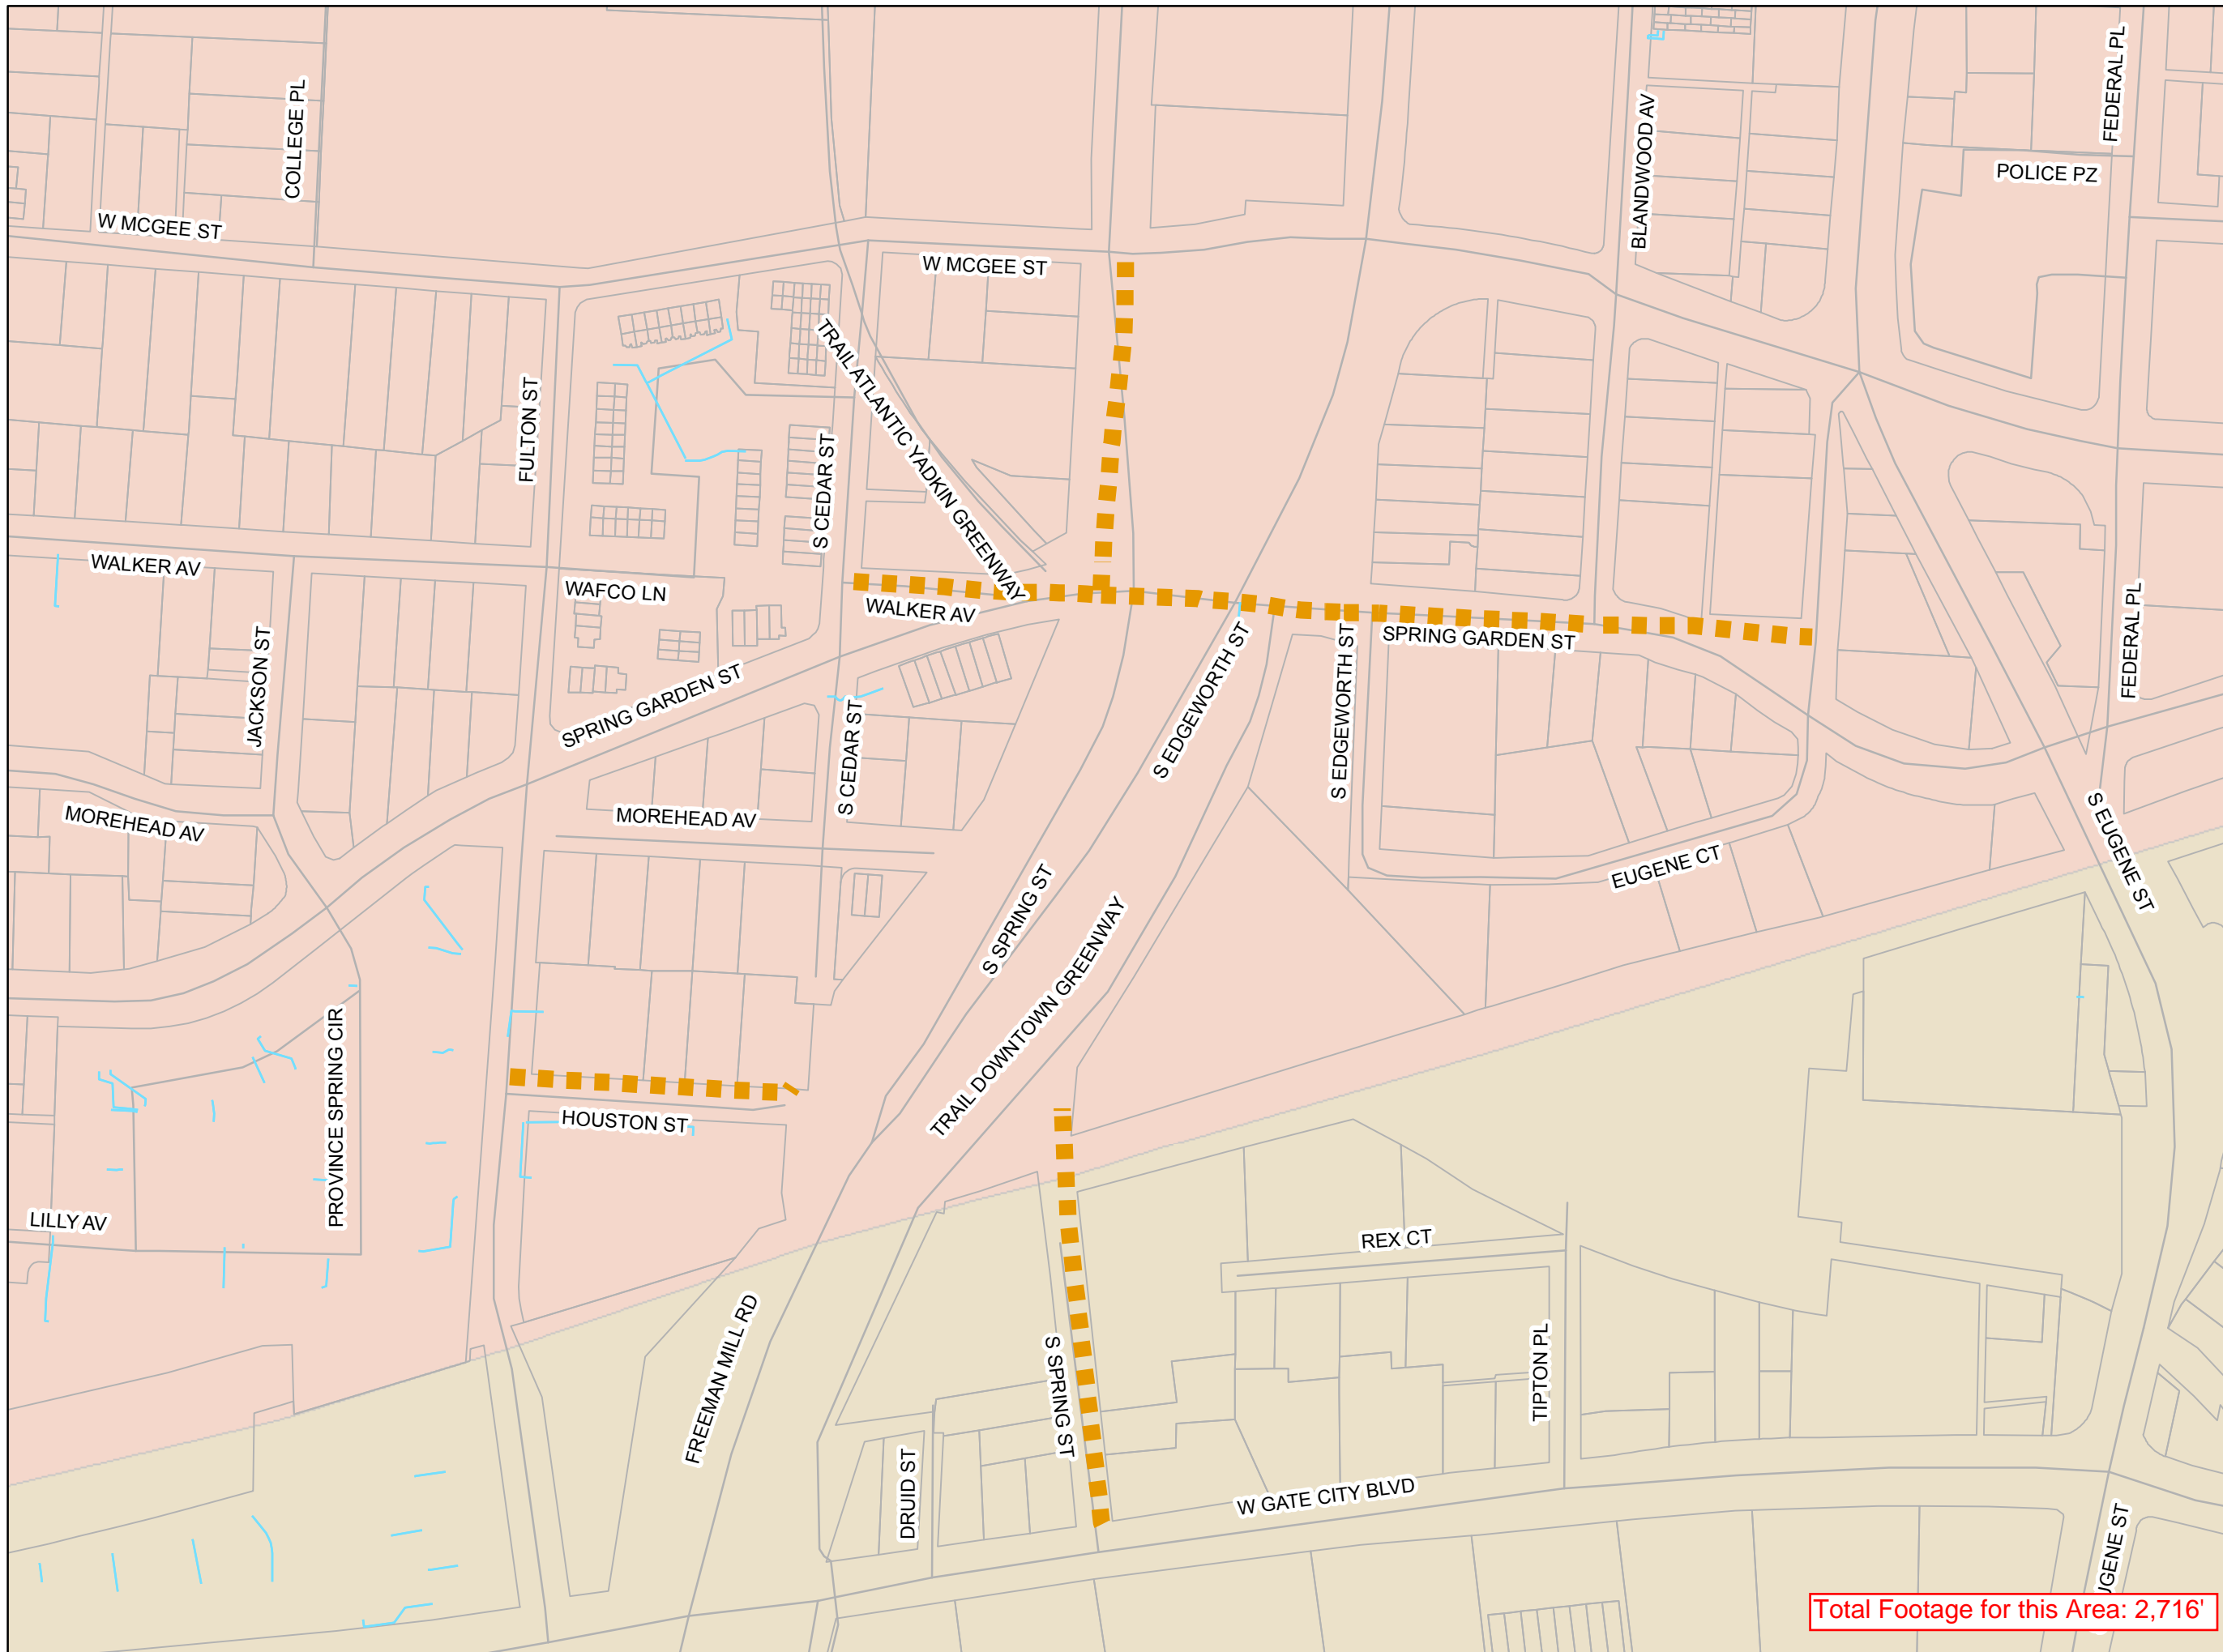 FEDERAL PL
COLLEGE PL
BLANDWOOD AV
POLICE PZ
W MCGEE ST
W MCGEE ST
TRAIL ATLANTIC YADKIN GREENWAY
FULTON ST
S CEDAR ST
WALKER AV
WAFCO LN
WALKER AV
SPRING GARDEN ST
FEDERAL PL
JACKSON ST
SPRING GARDEN ST
S CEDAR ST
S EDGEWORTH ST
S EDGEWORTH ST
MOREHEAD AV
MOREHEAD AV
S EUGENE ST
EUGENE CT
S SPRING ST
TRAIL DOWNTOWN GREENWAY
PROVINCE SPRING CIR
HOUSTON ST
LILLY AV
REX CT
FREEMAN MILL RD
S SPRING ST
TIPTON PL
DRUID ST
W GATE CITY BLVD
UGENE ST
Total Footage for this Area: 2,716'